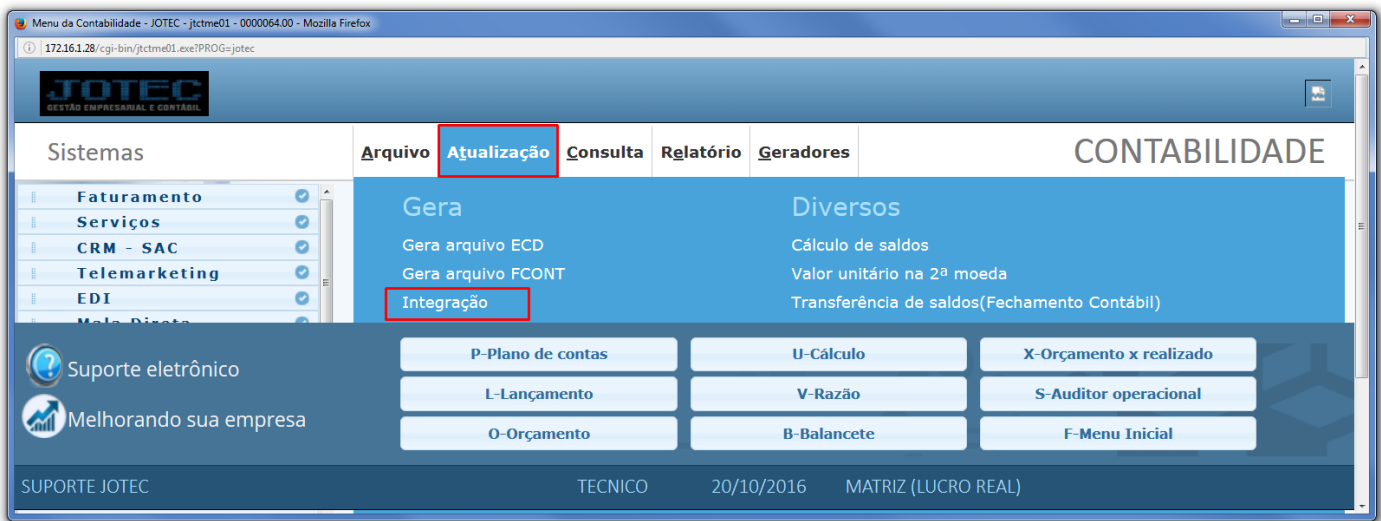 Menu da Contabilidade - JOTEC - jtctme01 - 0000064.00 - Mozilla Firefox
172.16.1.28/cgi-bin/jtctme01.exe?PROG=jotec
JOTEC
GESTÃO EMPRESARIAL E CONTÁBIL
Sistemas
Arquivo Atualização Consulta Relatório Geradores
CONTABILIDADE
Faturamento
Serviços
CRM - SAC
Telemarketing
EDI
Mala Direta
Gera
Gera arquivo ECD
Gera arquivo FCONT
Integração
Diversos
Cálculo de saldos
Valor unitário na 2ª moeda
Transferência de saldos(Fechamento Contábil)
Suporte eletrônico
Melhorando sua empresa
P-Plano de contas U-Cálculo X-Orçamento x realizado
L-Lançamento V-Razão S-Auditor operacional
O-Orçamento B-Balancete F-Menu Inicial
SUPORTE JOTEC TECNICO 20/10/2016 MATRIZ (LUCRO REAL)